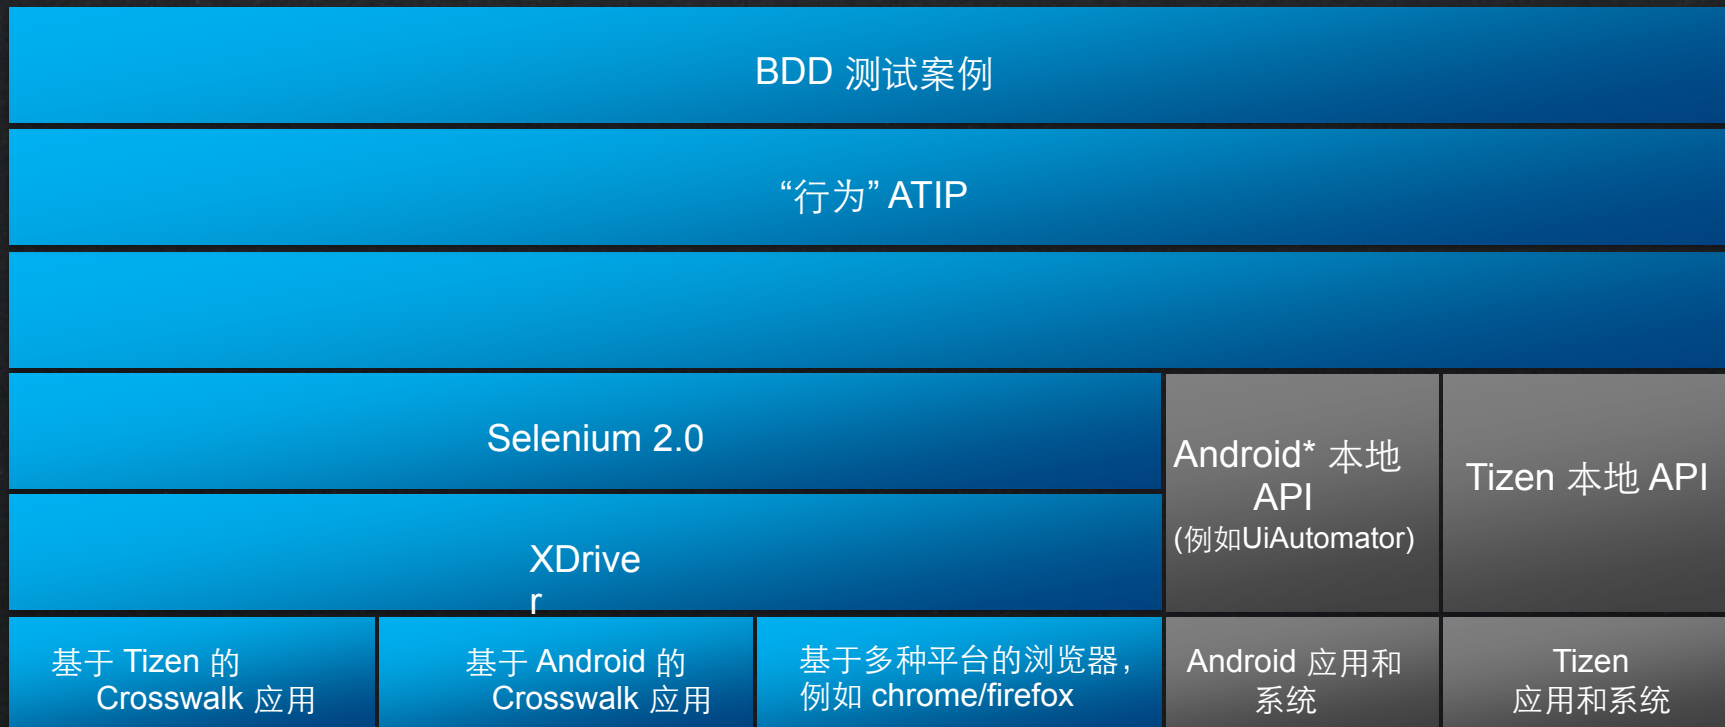 BDD 测试案例
“行为” ATIP
Selenium 2.0
Android* 本地
API
(例如UiAutomator)
Tizen 本地 API
XDrive
r
基于 Tizen 的
Crosswalk 应用
基于 Android 的
Crosswalk 应用
基于多种平台的浏览器，
例如 chrome/firefox
Android 应用和
系统
Tizen
应用和系统